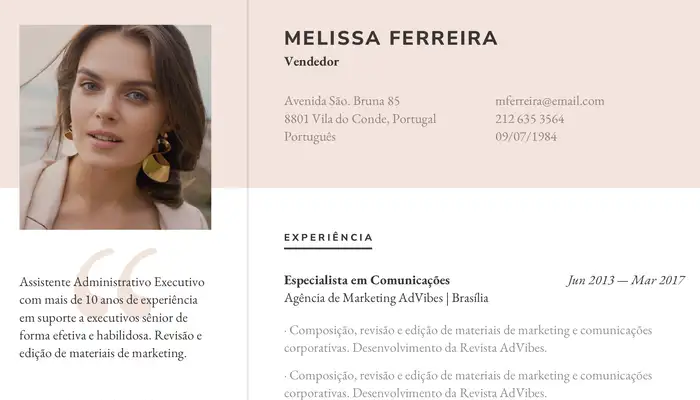 MELISSA FERREIRA
Vendedor
Avenida São. Bruna 85
8801 Vila do Conde, Portugal
Português
mferreira@email.com
212 635 3564
09/07/1984
Assistente Administrativo Executivo
com mais de 10 anos de experiência
em suporte a executivos sênior de
forma efetiva e habilidosa. Revisão e
edição de materiais de marketing.
EXPERIÊNCIA
Especialista em Comunicações
Jun 2013 — Mar 2017
Agência de Marketing AdVibes | Brasília
· Composição, revisão e edição de materiais de marketing e comunicações
corporativas. Desenvolvimento da Revista AdVibes.
· Composição, revisão e edição de materiais de marketing e comunicações
corporativas. Desenvolvimento da Revista AdVibes.